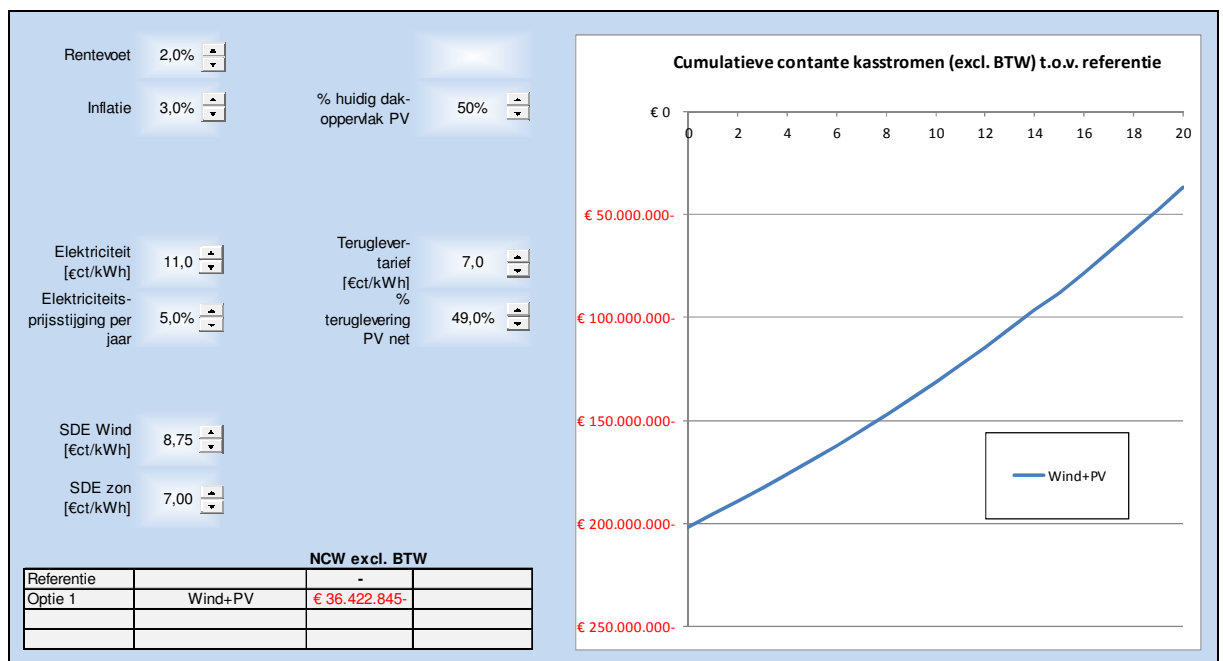 Rentevoet 2,0%
Inflatie 3,0%
% huidig dak-
oppervlak PV 50%
Elektriciteit
[€ct/kWh] 11,0
Teruglever-
tarief
[€ct/kWh] 7,0
Elektriciteits-
prijsstijging per
jaar 5,0%
%
teruglevering
PV net 49,0%
SDE Wind
[€ct/kWh] 8,75
SDE zon
[€ct/kWh] 7,00
NCW excl. BTW
Referentie -
Optie 1 Wind+PV € 36.422.845-
Cumulatieve contante kasstromen (excl. BTW) t.o.v. referentie
€ 0
0 2 4 6 8 10 12 14 16 18 20
€ 50.000.000-
€ 100.000.000-
€ 150.000.000-
€ 200.000.000-
€ 250.000.000-
Wind+PV